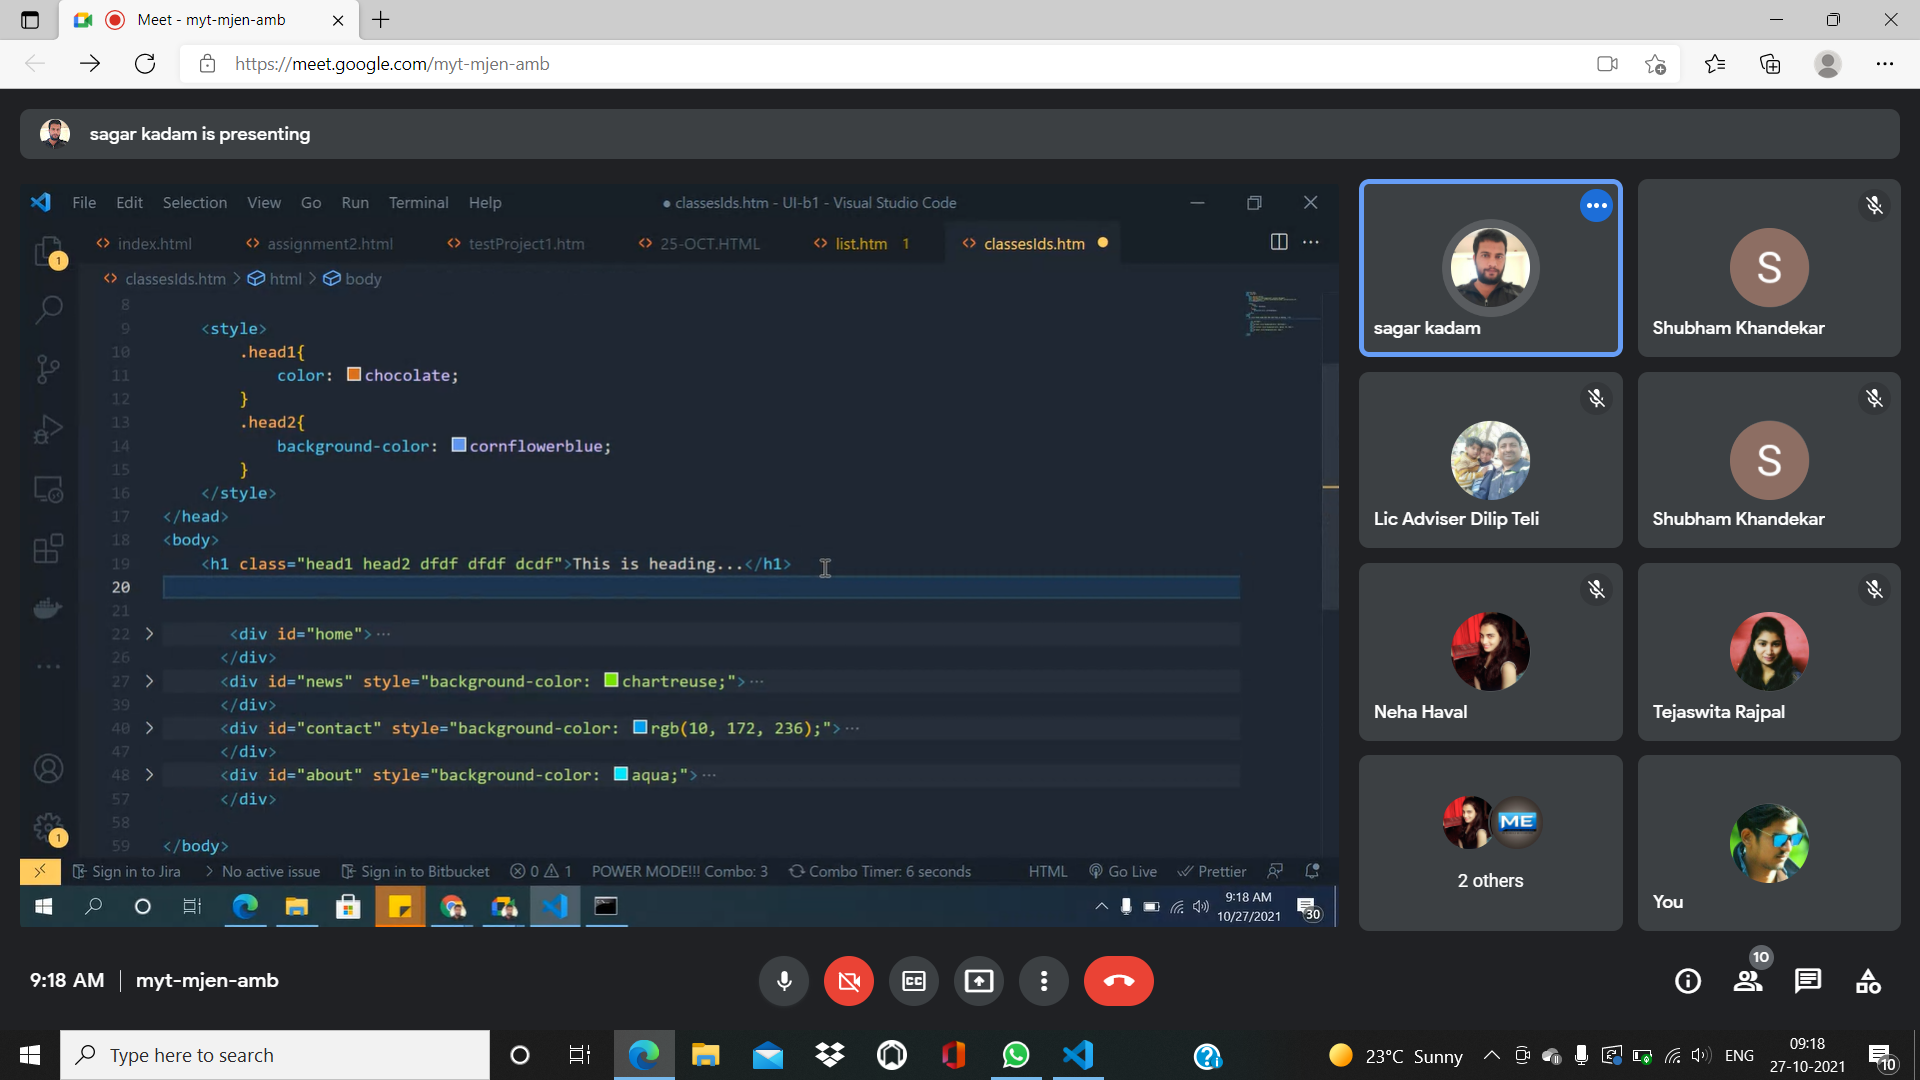 Meet - myt-mjen-amb
https://meet.google.com/myt-mjen-amb
sagar kadam is presenting
File Edit Selection View Go Run Terminal Help
● classesIds.htm - UI-b1 - Visual Studio Code
index.html assignment2.html testProject1.htm 25-OCT.HTML list.htm 1 classesIds.htm
classesIds.htm > html > body
1
8
9 <style>
10 .head1{
11 color: chocolate;
12 }
13 .head2{
14 background-color: cornflowerblue;
15 }
16 </style>
17 </head>
18 <body>
19 <h1 class="head1 head2 dfdf dfdf dcdf">This is heading...</h1>
20
21
22 <div id="home"> ...
26 </div>
27 <div id="news" style="background-color: chartreuse;"> ...
39 </div>
40 <div id="contact" style="background-color: rgb(10, 172, 236);"> ...
47 </div>
48 <div id="about" style="background-color: aqua;"> ...
57 </div>
58
59 </body>
1
Sign in to Jira No active issue Sign in to Bitbucket 0 1 POWER MODE!!! Combo: 3 Combo Timer: 6 seconds HTML Go Live Prettier
9:18 AM
10/27/2021
30
sagar kadam
S
Shubham Khandekar
Lic Adviser Dilip Teli
S
Shubham Khandekar
Neha Haval
Tejaswita Rajpal
ME
2 others
You
9:18 AM | myt-mjen-amb
10
Type here to search
23°C Sunny
ENG
09:18
27-10-2021
10